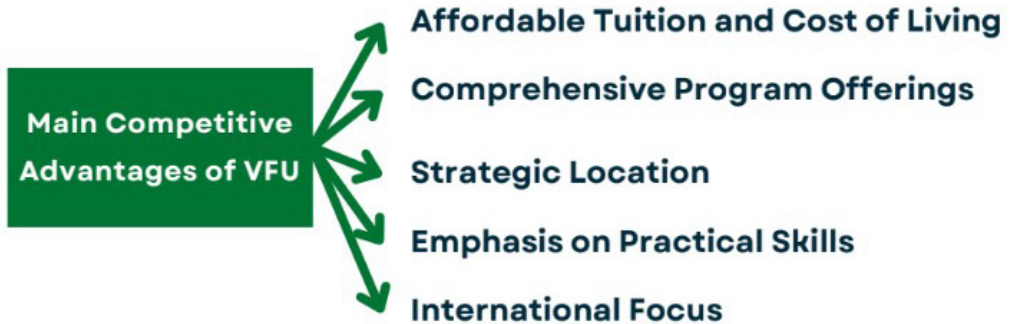 Main Competitive
Advantages of VFU
Affordable Tuition and Cost of Living
Comprehensive Program Offerings
Strategic Location
Emphasis on Practical Skills
International Focus